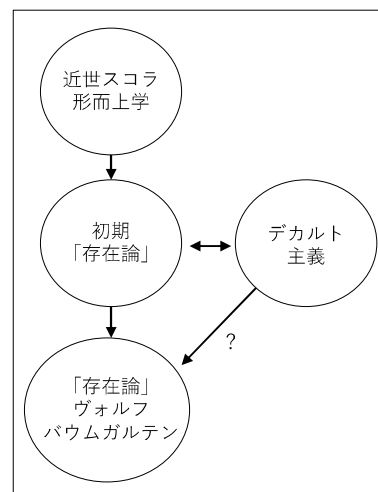 近世スコラ
形而上学
初期
「存在論」
デカルト
主義
?
「存在論」
ヴォルフ
バウムガルテン